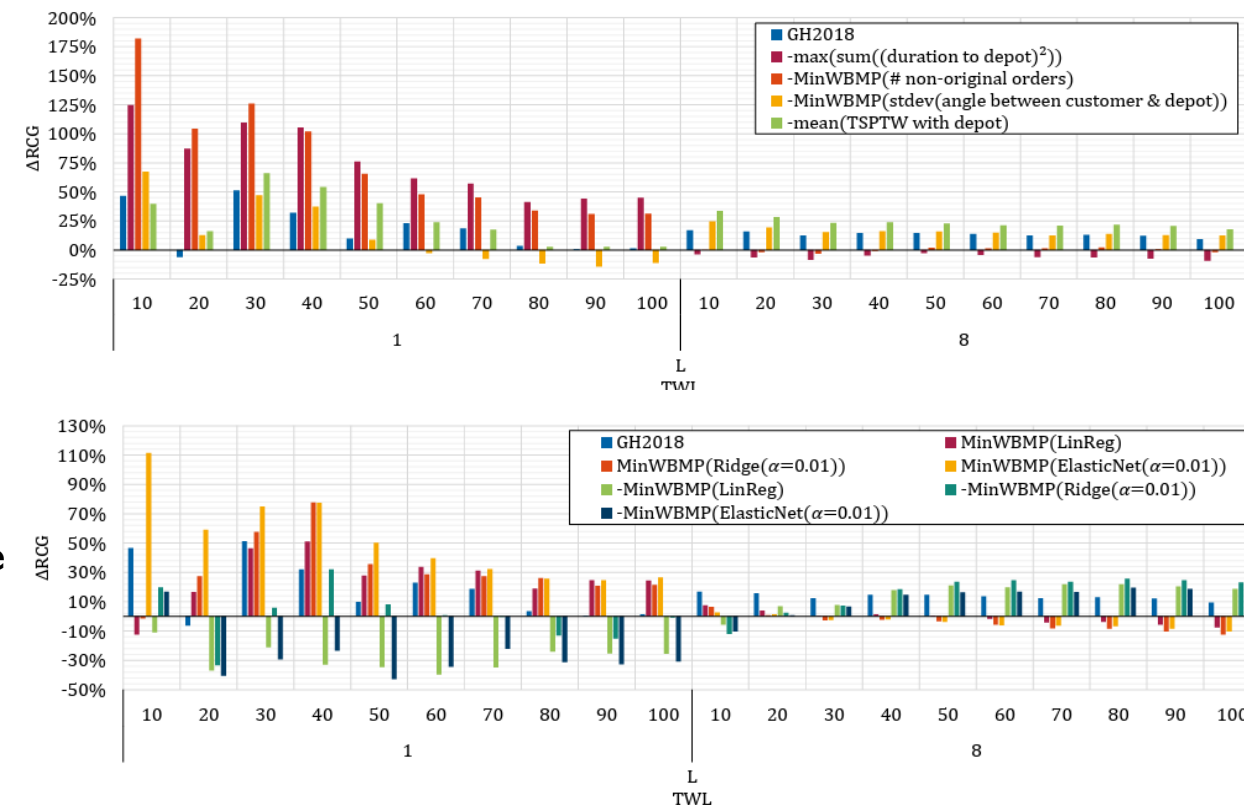 200%
175%
150%
125%
100%
75%
50%
25%
0%
-25%
ΔRCG
GH2018
-max(sum((duration to depot)²))
-MinWBMP(# non-original orders)
-MinWBMP(stdev(angle between customer & depot))
-mean(TSPTW with depot)
10 20 30 40 50 60 70 80 90 100 10 20 30 40 50 60 70 80 90 100
1 8
L
TWL
130%
110%
90%
70%
50%
30%
10%
-10%
-30%
-50%
e
ΔRCG
GH2018 MinWBMP(LinReg)
MinWBMP(Ridge(α=0.01)) MinWBMP(ElasticNet(α=0.01))
-MinWBMP(LinReg) -MinWBMP(Ridge(α=0.01))
-MinWBMP(ElasticNet(α=0.01))
10 20 30 40 50 60 70 80 90 100 10 20 30 40 50 60 70 80 90 100
1 8
L
TWL